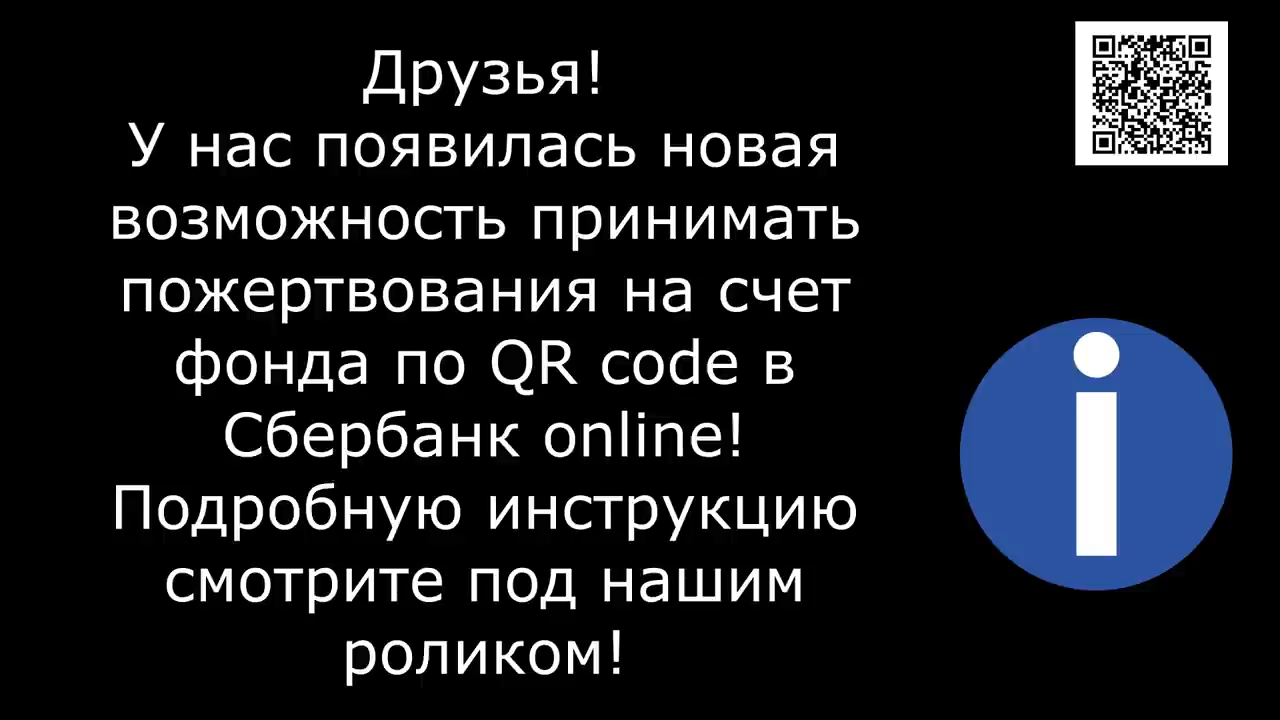 Друзья!
У нас появилась новая
возможность принимать
пожертвования на счет
фонда по QR code в
Сбербанк online!
Подробную инструкцию
смотрите под нашим
роликом!